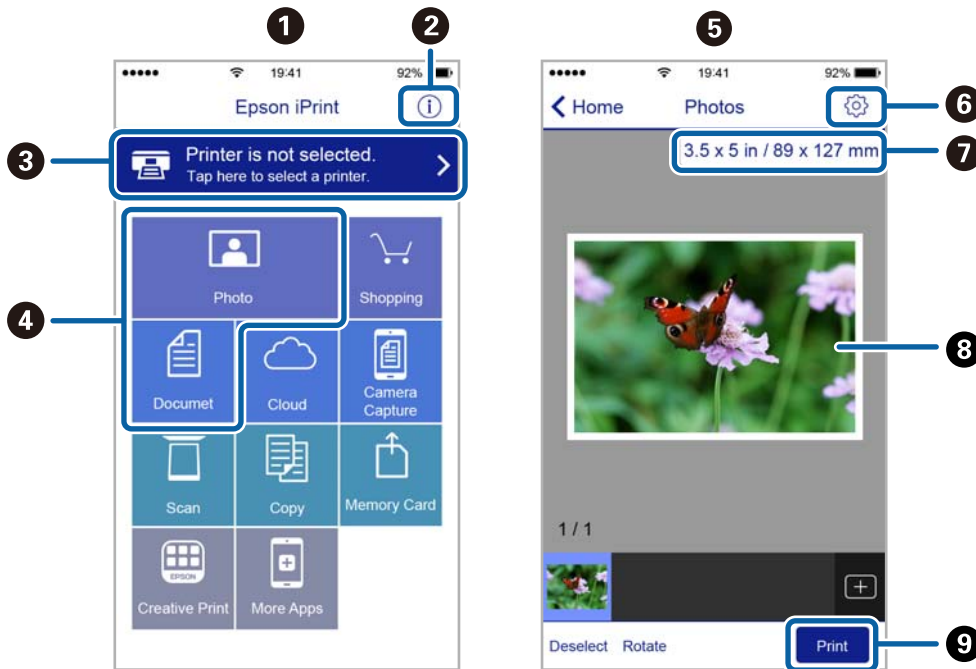 1
2
19:41
92%
Epson iPrint
3
Printer is not selected.
Tap here to select a printer.
4
Photo
Shopping
Documet
Cloud
Camera
Capture
Scan
Copy
Memory Card
EPSON
Creative Print
More Apps
5
19:41
92%
Home
Photos
6
7
3.5 x 5 in / 89 x 127 mm
8
1 / 1
Deselect
Rotate
Print
9